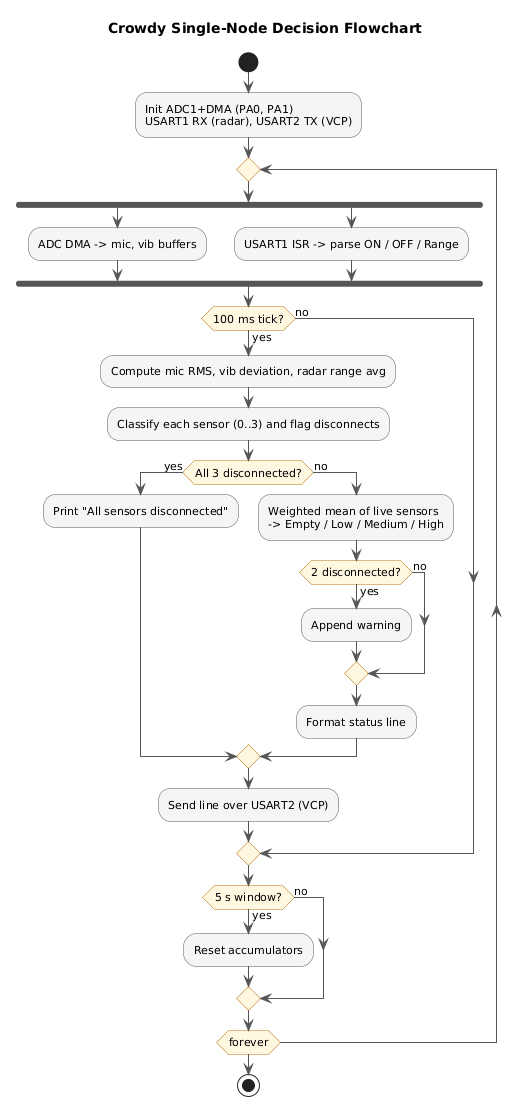 Crowdy Single-Node Decision Flowchart
Init ADC1+DMA (PA0, PA1)
USART1 RX (radar), USART2 TX (VCP)
ADC DMA -> mic, vib buffers
USART1 ISR -> parse ON / OFF / Range
100 ms tick?
no
yes
Compute mic RMS, vib deviation, radar range avg
Classify each sensor (0..3) and flag disconnects
yes
All 3 disconnected?
no
Print "All sensors disconnected"
Weighted mean of live sensors
-> Empty / Low / Medium / High
2 disconnected?
no
yes
Append warning
Format status line
Send line over USART2 (VCP)
5 s window?
no
yes
Reset accumulators
forever